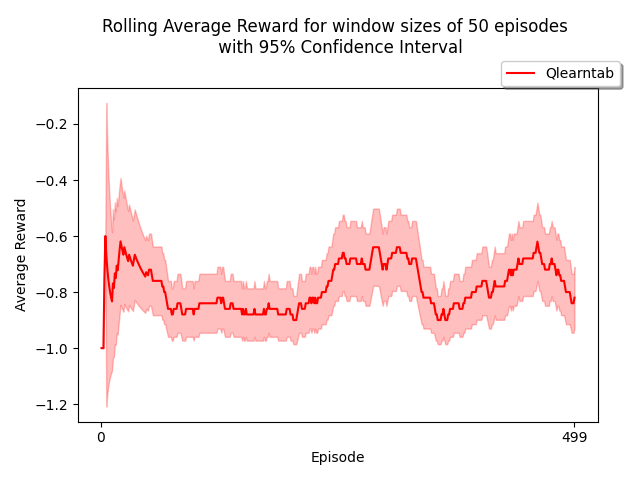 Rolling Average Reward for window sizes of 50 episodes
with 95% Confidence Interval
Qlearntab
−0.2
−0.4
−0.6
−0.8
−1.0
−1.2
Average Reward
0 499
Episode